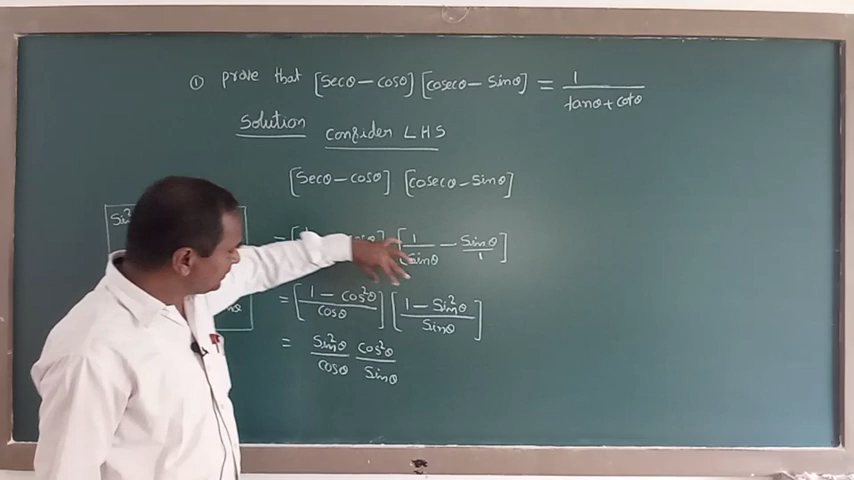 ① prove that [Secθ – cosθ] [cosecθ – Sinθ] = 1/(tanθ + cotθ)
Solution consider LHS
[Secθ – cosθ] [cosecθ – Sinθ]
= [ ] [1/Sinθ – Sinθ/1]
= [(1 – cos²θ)/cosθ] [(1 – Sin²θ)/Sinθ]
= Sin²θ/cosθ cos²θ/Sinθ